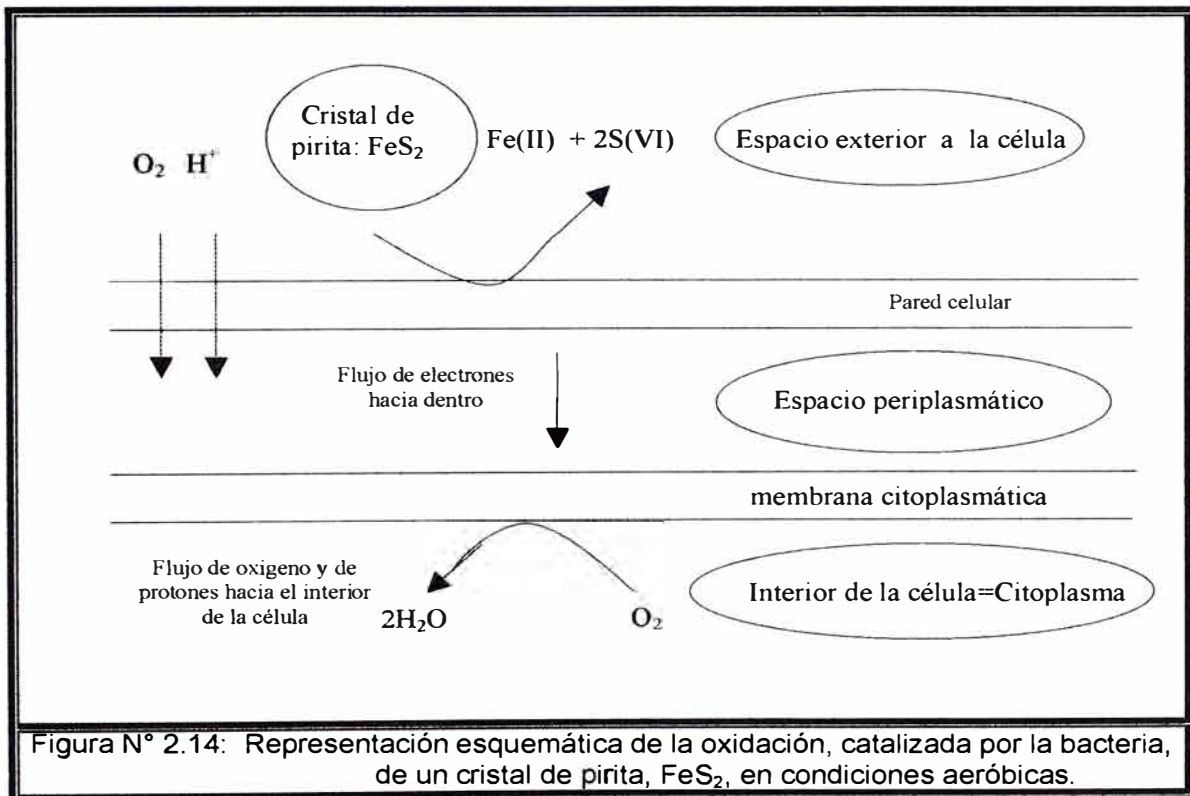 Cristal de
pirita: FeS₂
Fe(II) + 2S(VI)
Espacio exterior a la célula
O₂ H⁺
Pared celular
Flujo de electrones
hacia dentro
Espacio periplasmático
membrana citoplasmática
Flujo de oxigeno y de
protones hacia el interior
de la célula
2H₂O
O₂
Interior de la célula=Citoplasma
Figura N° 2.14: Representación esquemática de la oxidación, catalizada por la bacteria,
de un cristal de pirita, FeS₂, en condiciones aeróbicas.